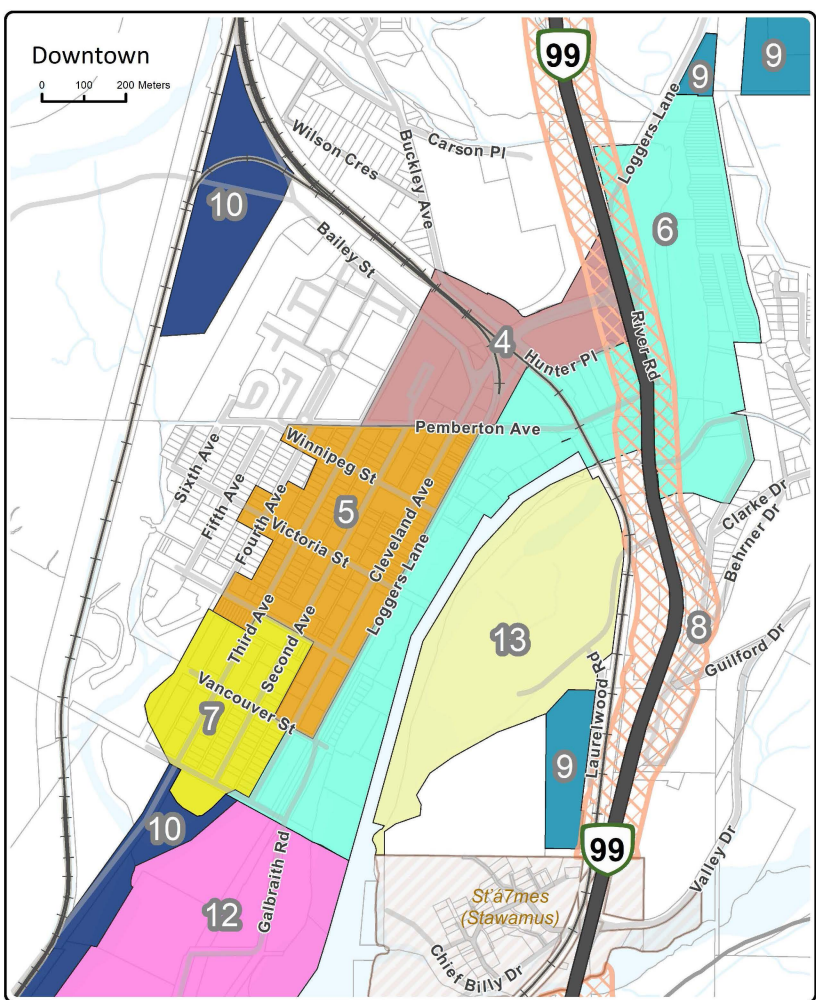 Downtown
0 100 200 Meters
99
9
9
Loggers Lane
Carson Pl
Wilson Cres
Buckley Ave
10
6
Bailey St
4
Hunter Pl
River Rd
Pemberton Ave
Winnipeg St
Sixth Ave
Fifth Ave
Fourth Ave
5
Victoria St
Cleveland Ave
Loggers Lane
Clarke Dr
Behrner Dr
Third Ave
Second Ave
13
8
Guilford Dr
Vancouver St
7
Laurelwood Rd
9
10
99
Valley Dr
Galbraith Rd
12
St'á7mes
(Stawamus)
Chief Billy Dr